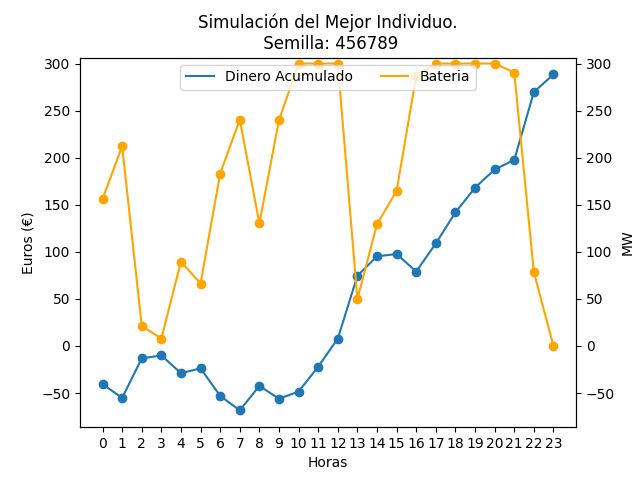 Simulación del Mejor Individuo.
Semilla: 456789
Dinero Acumulado
Bateria
300
250
200
150
100
50
0
−50
Euros (€)
300
250
200
150
100
50
0
−50
MW
0 1 2 3 4 5 6 7 8 9 10 11 12 13 14 15 16 17 18 19 20 21 22 23
Horas